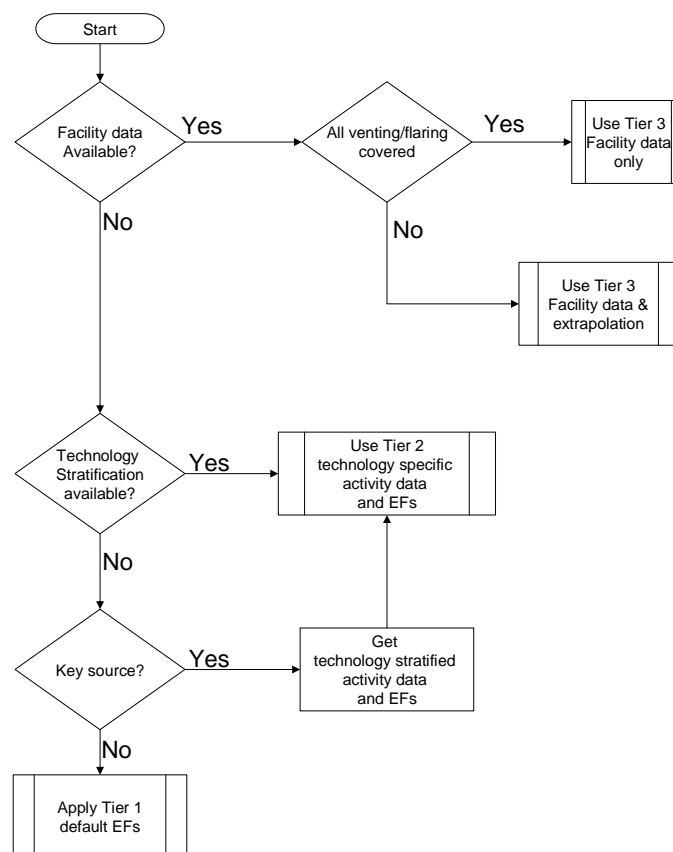 Start
Facility data
Available?
Yes
All venting/flaring
covered
Yes
Use Tier 3
Facility data
only
No
No
Use Tier 3
Facility data &
extrapolation
Technology
Stratification
available?
Yes
Use Tier 2
technology specific
activity data
and EFs
No
Key source?
Yes
Get
technology stratified
activity data
and EFs
No
Apply Tier 1
default EFs